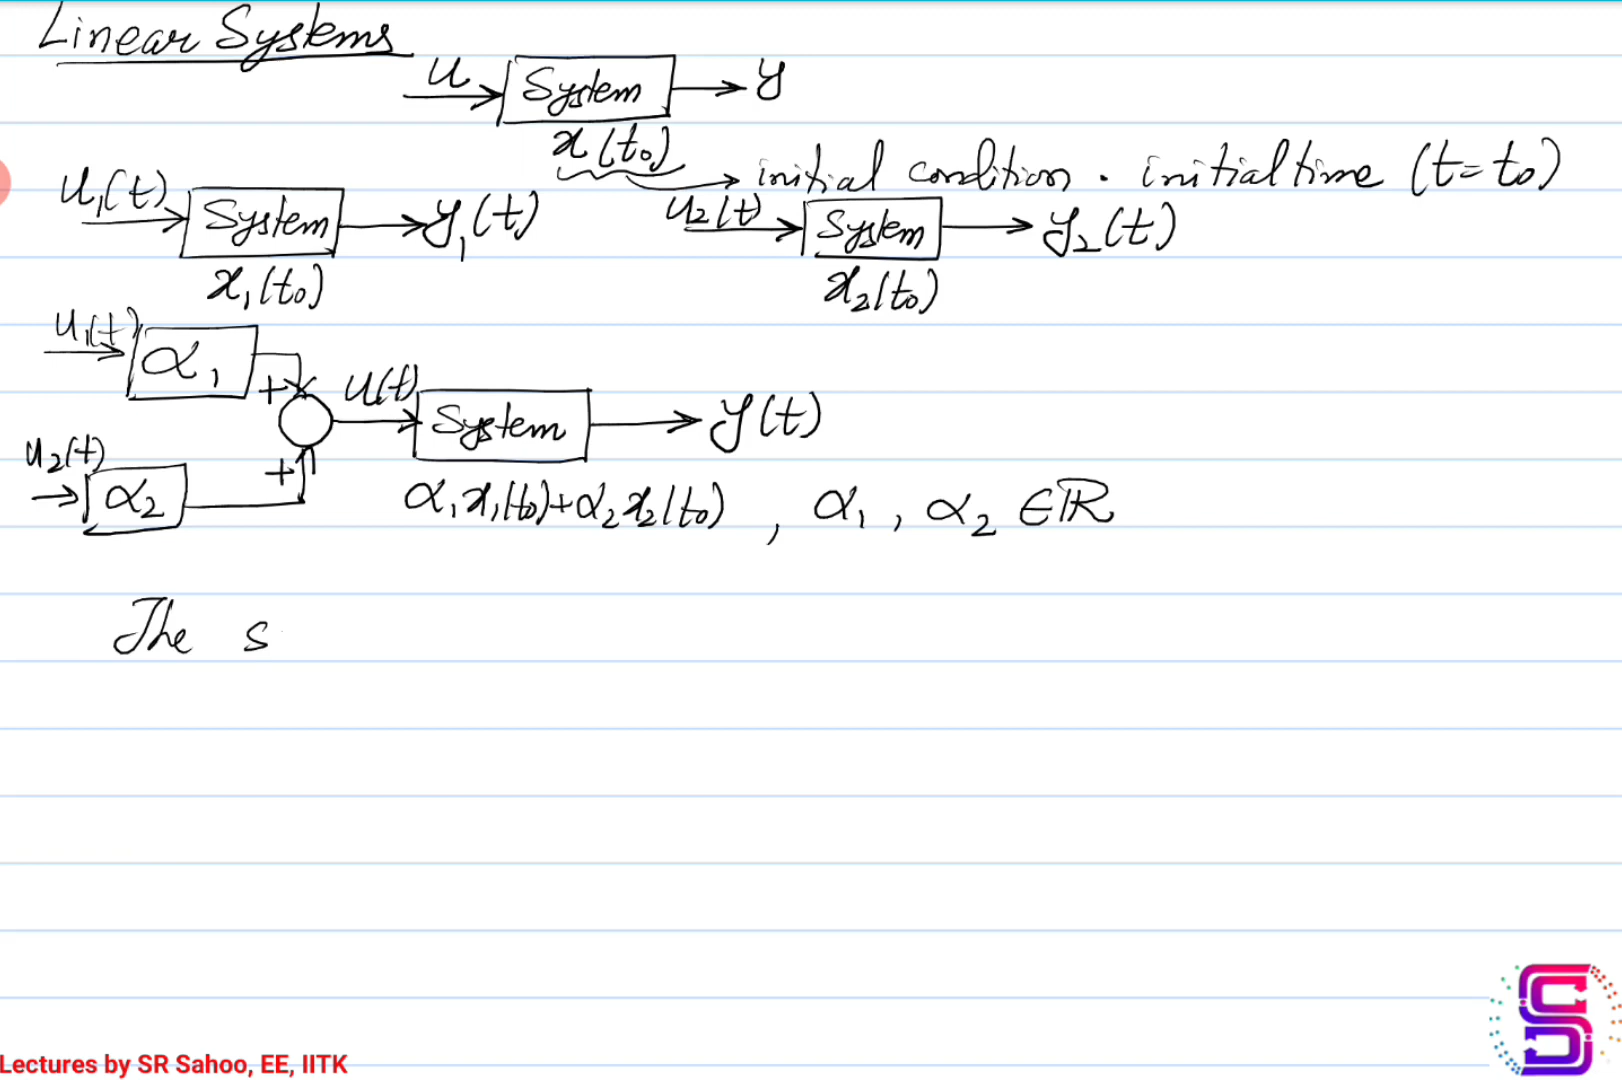 Linear Systems
u System y
x(t₀) initial condition . initial time (t=t₀)
u₁(t) System y₁(t) u₂(t) System y₂(t)
x₁(t₀) x₂(t₀)
u₁(t) α₁
+ u(t) System y(t)
u₂(t) α₂ +
α₁x₁(t₀)+α₂x₂(t₀) , α₁, α₂ ∈ℝ
The s
Lectures by SR Sahoo, EE, IITK